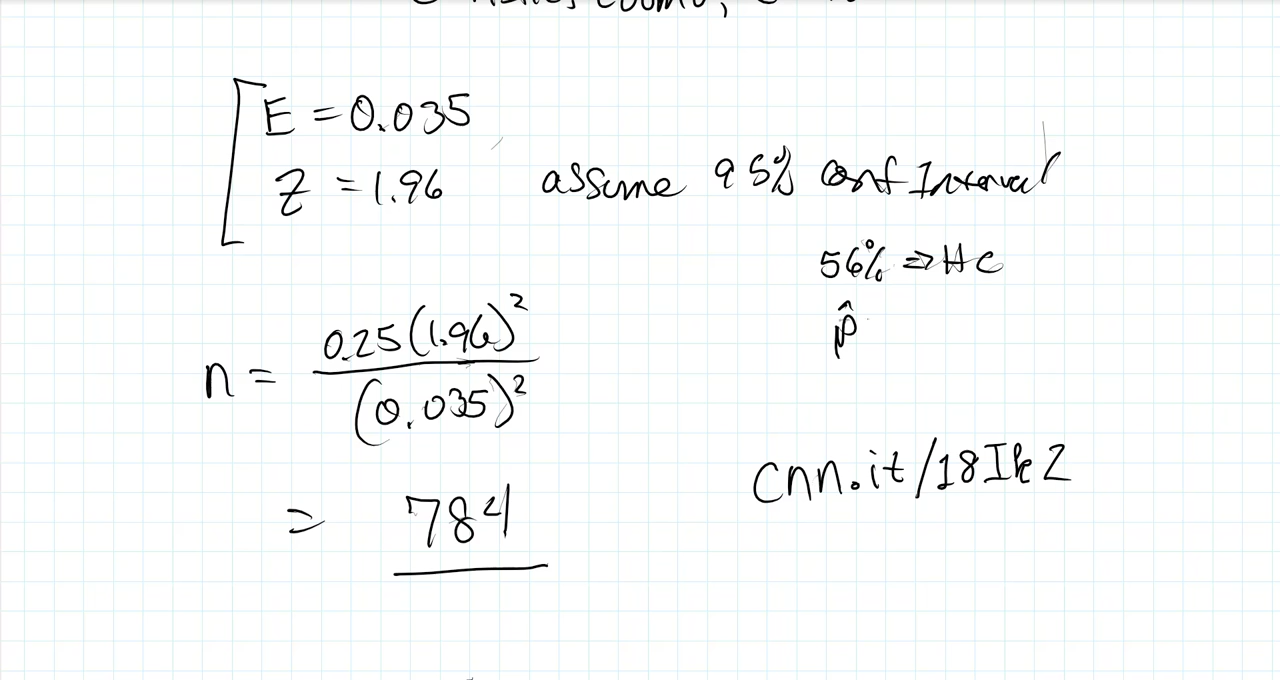 E = 0.035
Z = 1.96 assume 95% Conf Interval
56% ⇒ HC
p̂
n = 0.25(1.96)²
(0.035)²
cnn.it/18IkZ
= 784